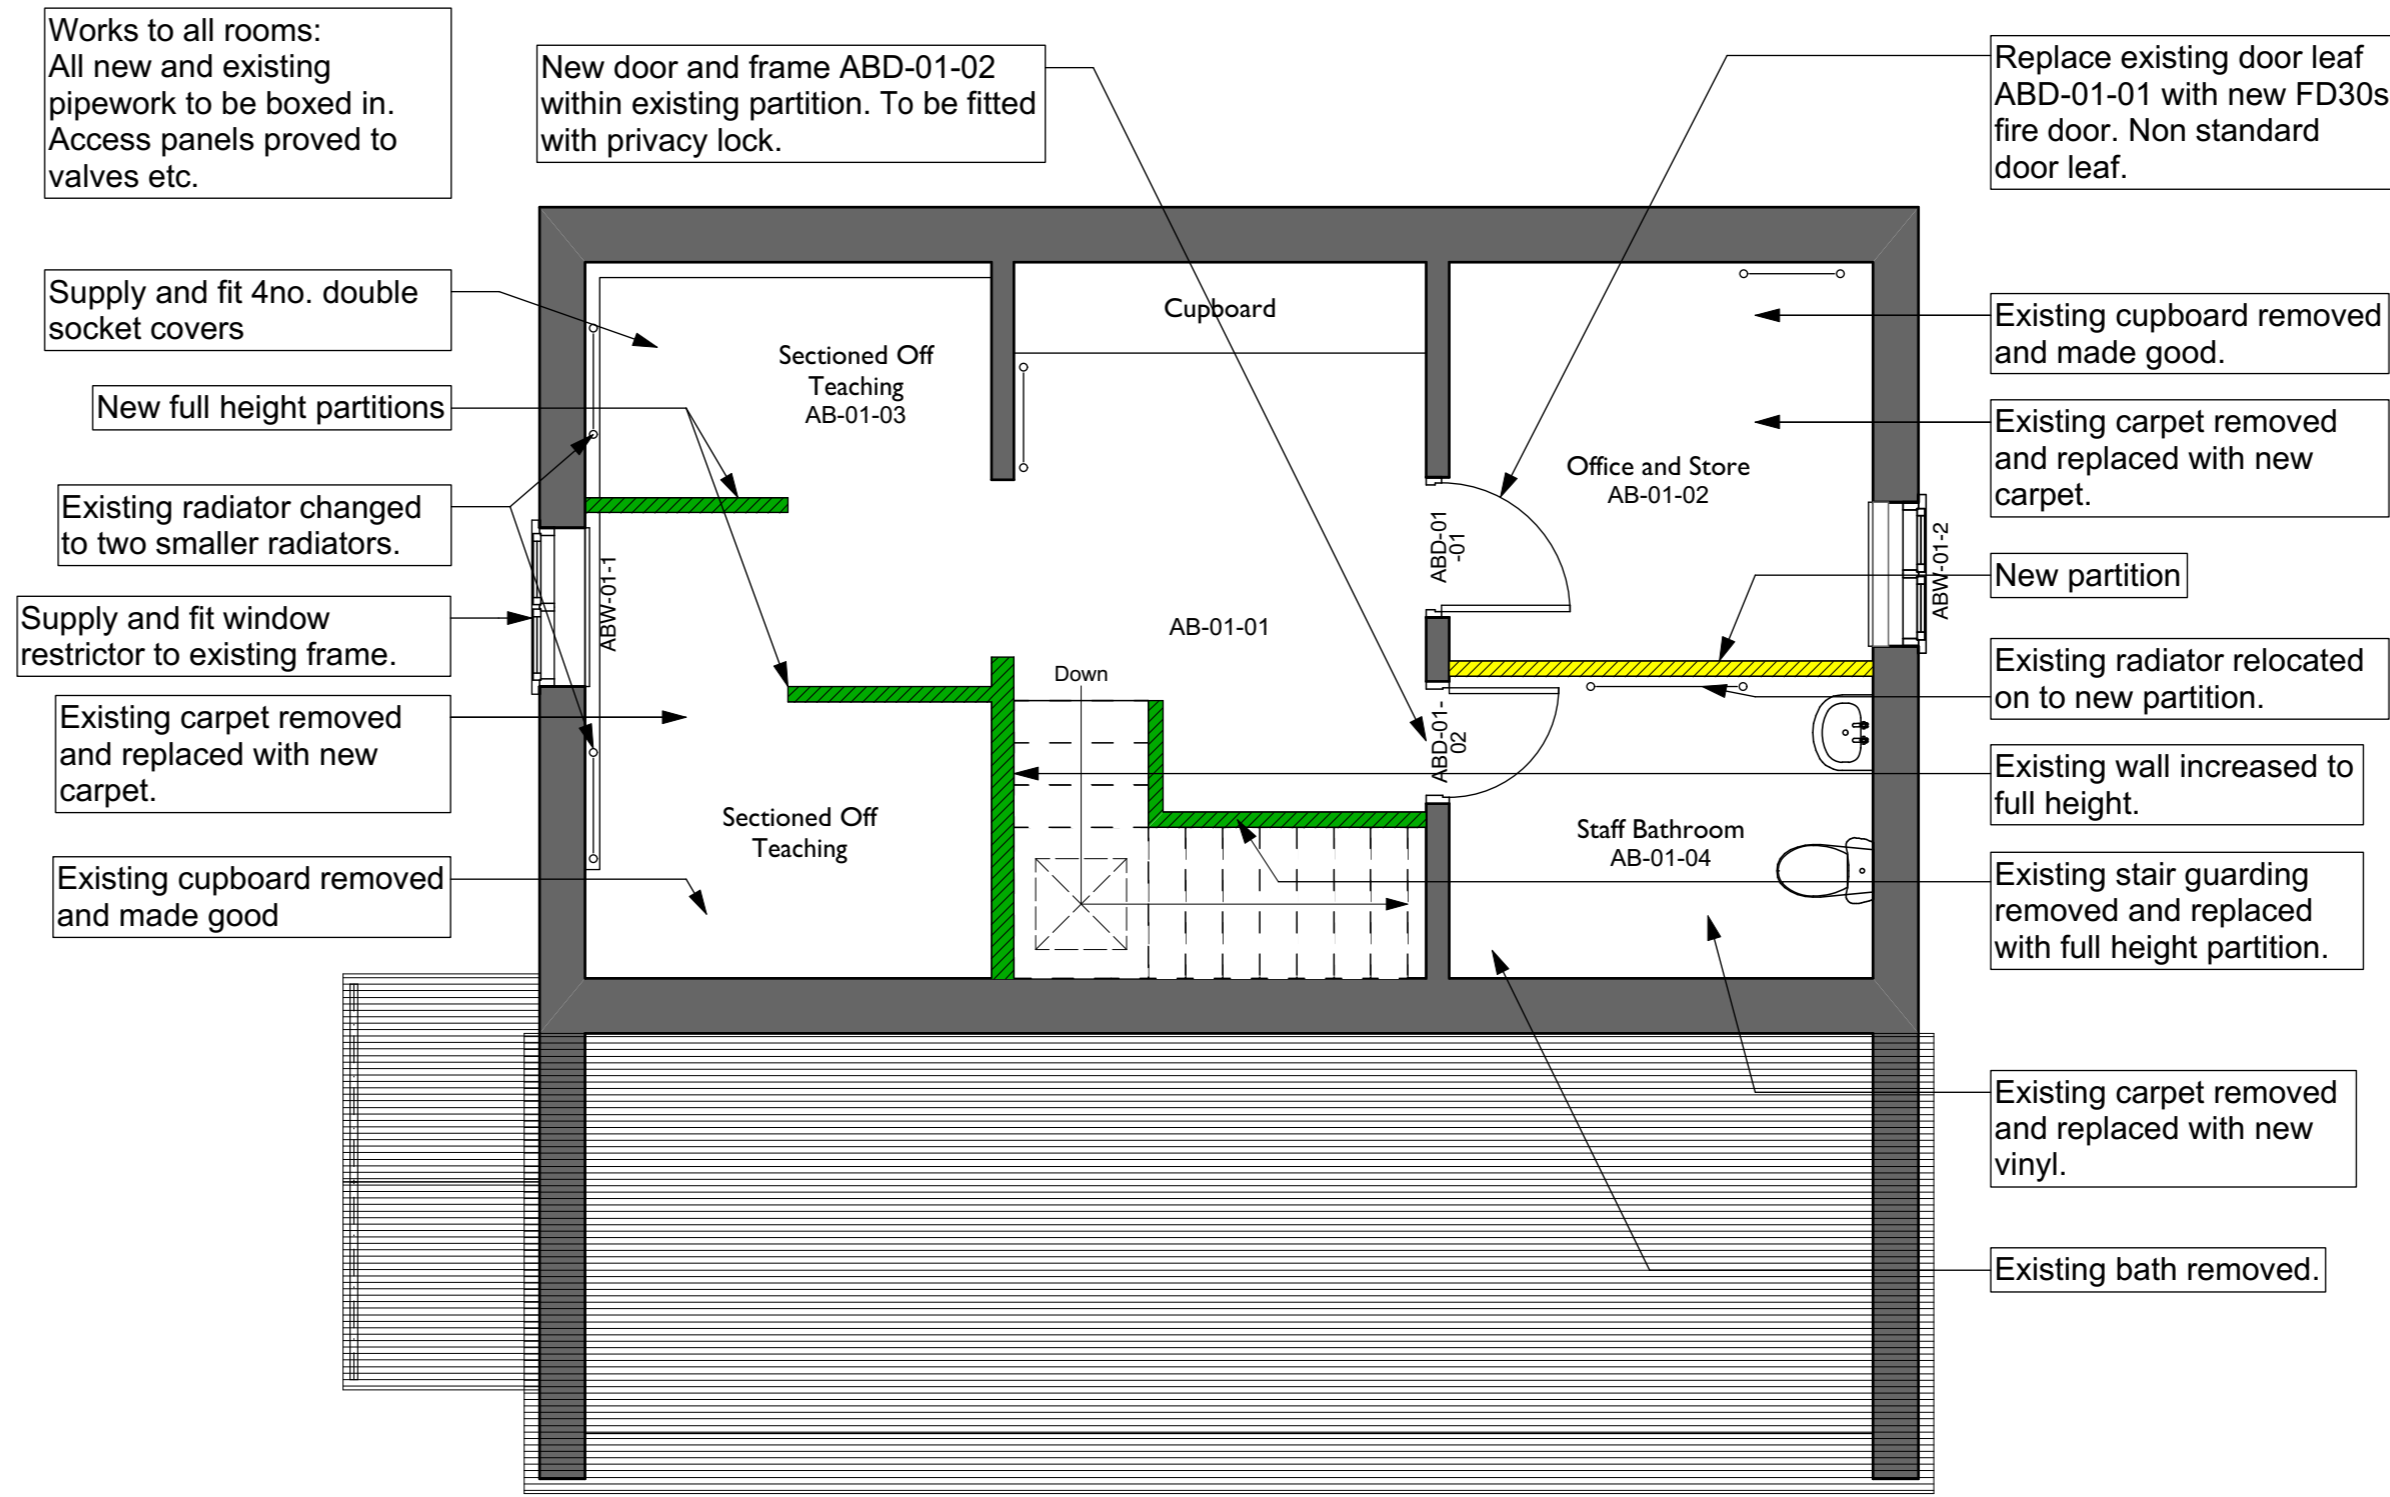 Works to all rooms:
All new and existing
pipework to be boxed in.
Access panels proved to
valves etc.
New door and frame ABD-01-02
within existing partition. To be fitted
with privacy lock.
Replace existing door leaf
ABD-01-01 with new FD30s
fire door. Non standard
door leaf.
Supply and fit 4no. double
socket covers
New full height partitions
Existing radiator changed
to two smaller radiators.
Supply and fit window
restrictor to existing frame.
Existing carpet removed
and replaced with new
carpet.
Existing cupboard removed
and made good
Sectioned Off
Teaching
AB-01-03
Cupboard
Office and Store
AB-01-02
ABW-01-1
ABD-01
-01
AB-01-01
Down
ABD-01-
02
ABW-01-2
Sectioned Off
Teaching
Staff Bathroom
AB-01-04
Existing cupboard removed
and made good.
Existing carpet removed
and replaced with new
carpet.
New partition
Existing radiator relocated
on to new partition.
Existing wall increased to
full height.
Existing stair guarding
removed and replaced
with full height partition.
Existing carpet removed
and replaced with new
vinyl.
Existing bath removed.